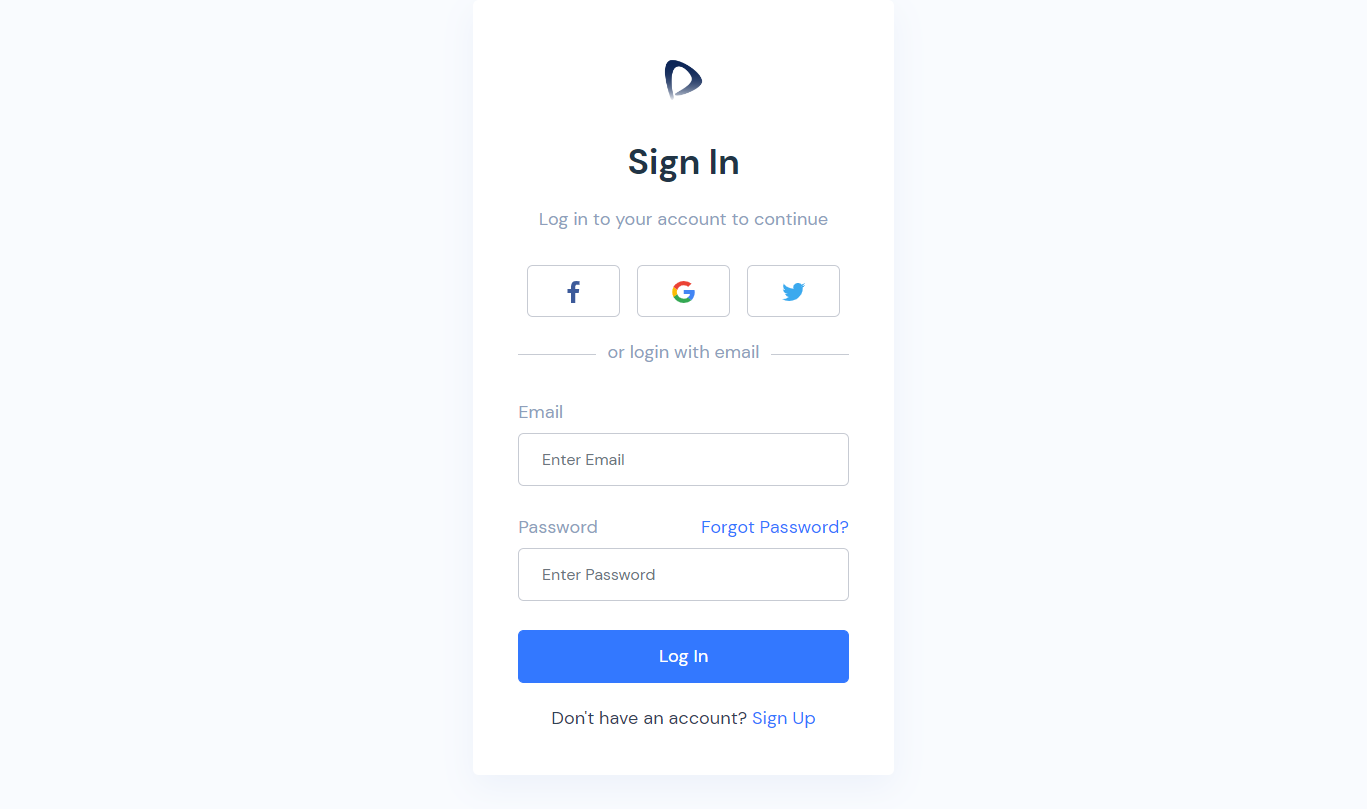 Sign In
Log in to your account to continue
or login with email
Email
Enter Email
Password Forgot Password?
Enter Password
Log In
Don't have an account? Sign Up